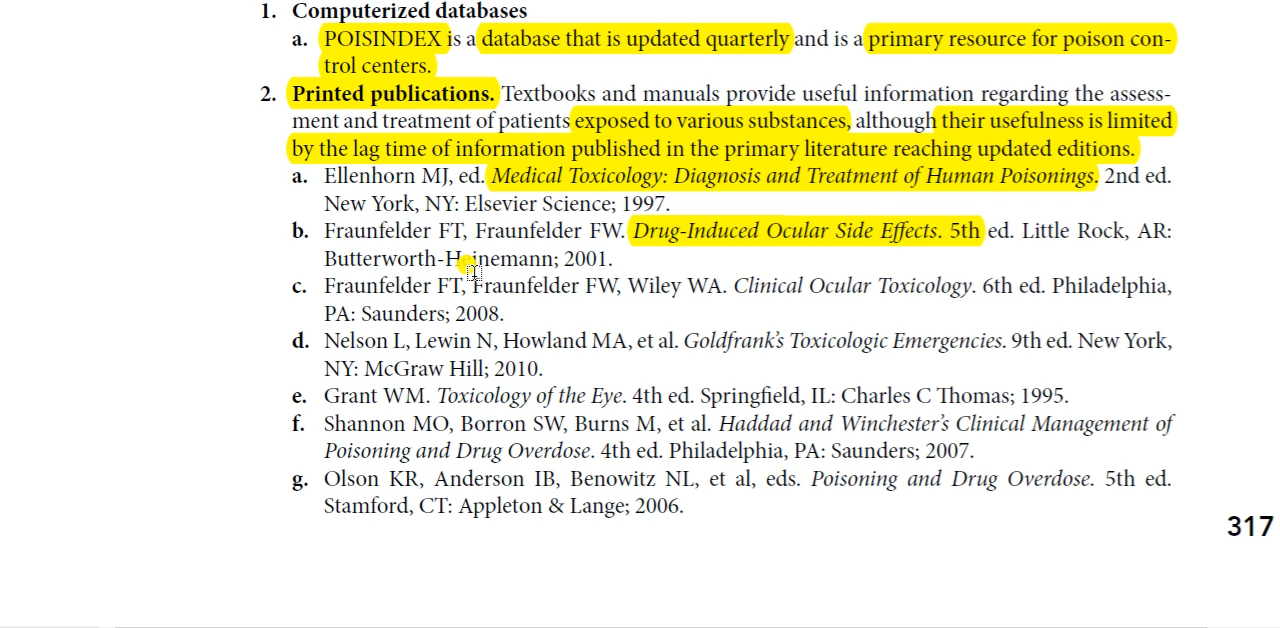 1. Computerized databases
a. POISINDEX is a database that is updated quarterly and is a primary resource for poison con-
trol centers.
2. Printed publications. Textbooks and manuals provide useful information regarding the assess-
ment and treatment of patients exposed to various substances, although their usefulness is limited
by the lag time of information published in the primary literature reaching updated editions.
a. Ellenhorn MJ, ed. Medical Toxicology: Diagnosis and Treatment of Human Poisonings. 2nd ed.
New York, NY: Elsevier Science; 1997.
b. Fraunfelder FT, Fraunfelder FW. Drug-Induced Ocular Side Effects. 5th ed. Little Rock, AR:
Butterworth-Heinemann; 2001.
c. Fraunfelder FT, Fraunfelder FW, Wiley WA. Clinical Ocular Toxicology. 6th ed. Philadelphia,
PA: Saunders; 2008.
d. Nelson L, Lewin N, Howland MA, et al. Goldfrank's Toxicologic Emergencies. 9th ed. New York,
NY: McGraw Hill; 2010.
e. Grant WM. Toxicology of the Eye. 4th ed. Springfield, IL: Charles C Thomas; 1995.
f. Shannon MO, Borron SW, Burns M, et al. Haddad and Winchester's Clinical Management of
Poisoning and Drug Overdose. 4th ed. Philadelphia, PA: Saunders; 2007.
g. Olson KR, Anderson IB, Benowitz NL, et al, eds. Poisoning and Drug Overdose. 5th ed.
Stamford, CT: Appleton & Lange; 2006.
317